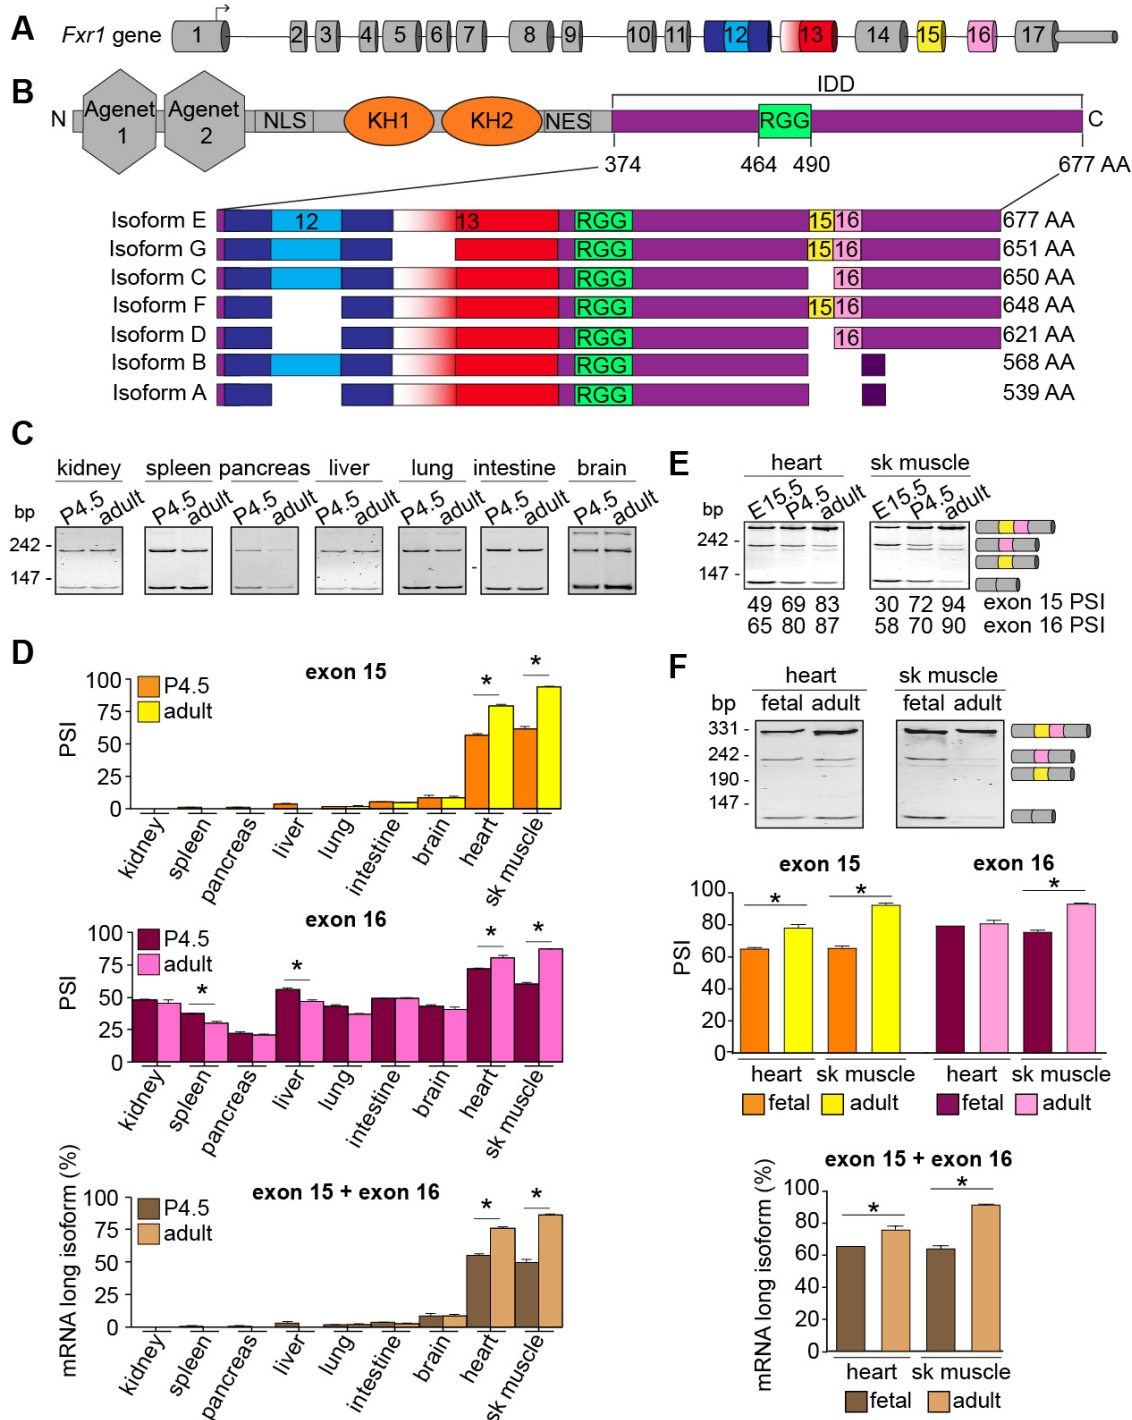 A
Fxr1 gene 1 2 3 4 5 6 7 8 9 10 11 12 13 14 15 16 17
B
IDD
N Agenet 1 Agenet 2 NLS KH1 KH2 NES RGG C
374 464 490 677 AA
Isoform E 12 13 RGG 15 16 677 AA
Isoform G RGG 15 16 651 AA
Isoform C RGG 16 650 AA
Isoform F RGG 15 16 648 AA
Isoform D RGG 16 621 AA
Isoform B RGG 568 AA
Isoform A RGG 539 AA
C
kidney spleen pancreas liver lung intestine brain
bp P4.5 adult P4.5 adult P4.5 adult P4.5 adult P4.5 adult P4.5 adult P4.5 adult
242 -
147 -
E
heart sk muscle
bp E15.5 P4.5 adult E15.5 P4.5 adult
242 -
147 -
49 69 83 30 72 94 exon 15 PSI
65 80 87 58 70 90 exon 16 PSI
D
exon 15
P4.5
adult
PSI
100
75
50
25
0
kidney spleen pancreas liver lung intestine brain heart sk muscle
* *
exon 16
P4.5
adult
PSI
100
75
50
25
0
kidney spleen pancreas liver lung intestine brain heart sk muscle
* * * *
exon 15 + exon 16
P4.5
adult
mRNA long isoform (%)
100
75
50
25
0
kidney spleen pancreas liver lung intestine brain heart sk muscle
* *
F
heart sk muscle
bp fetal adult fetal adult
331 -
242 -
190 -
147 -
exon 15 exon 16
PSI
100
80
60
40
20
0
* * *
heart sk muscle heart sk muscle
fetal adult fetal adult
exon 15 + exon 16
mRNA long isoform (%)
100
80
60
40
20
0
* *
heart sk muscle
fetal adult